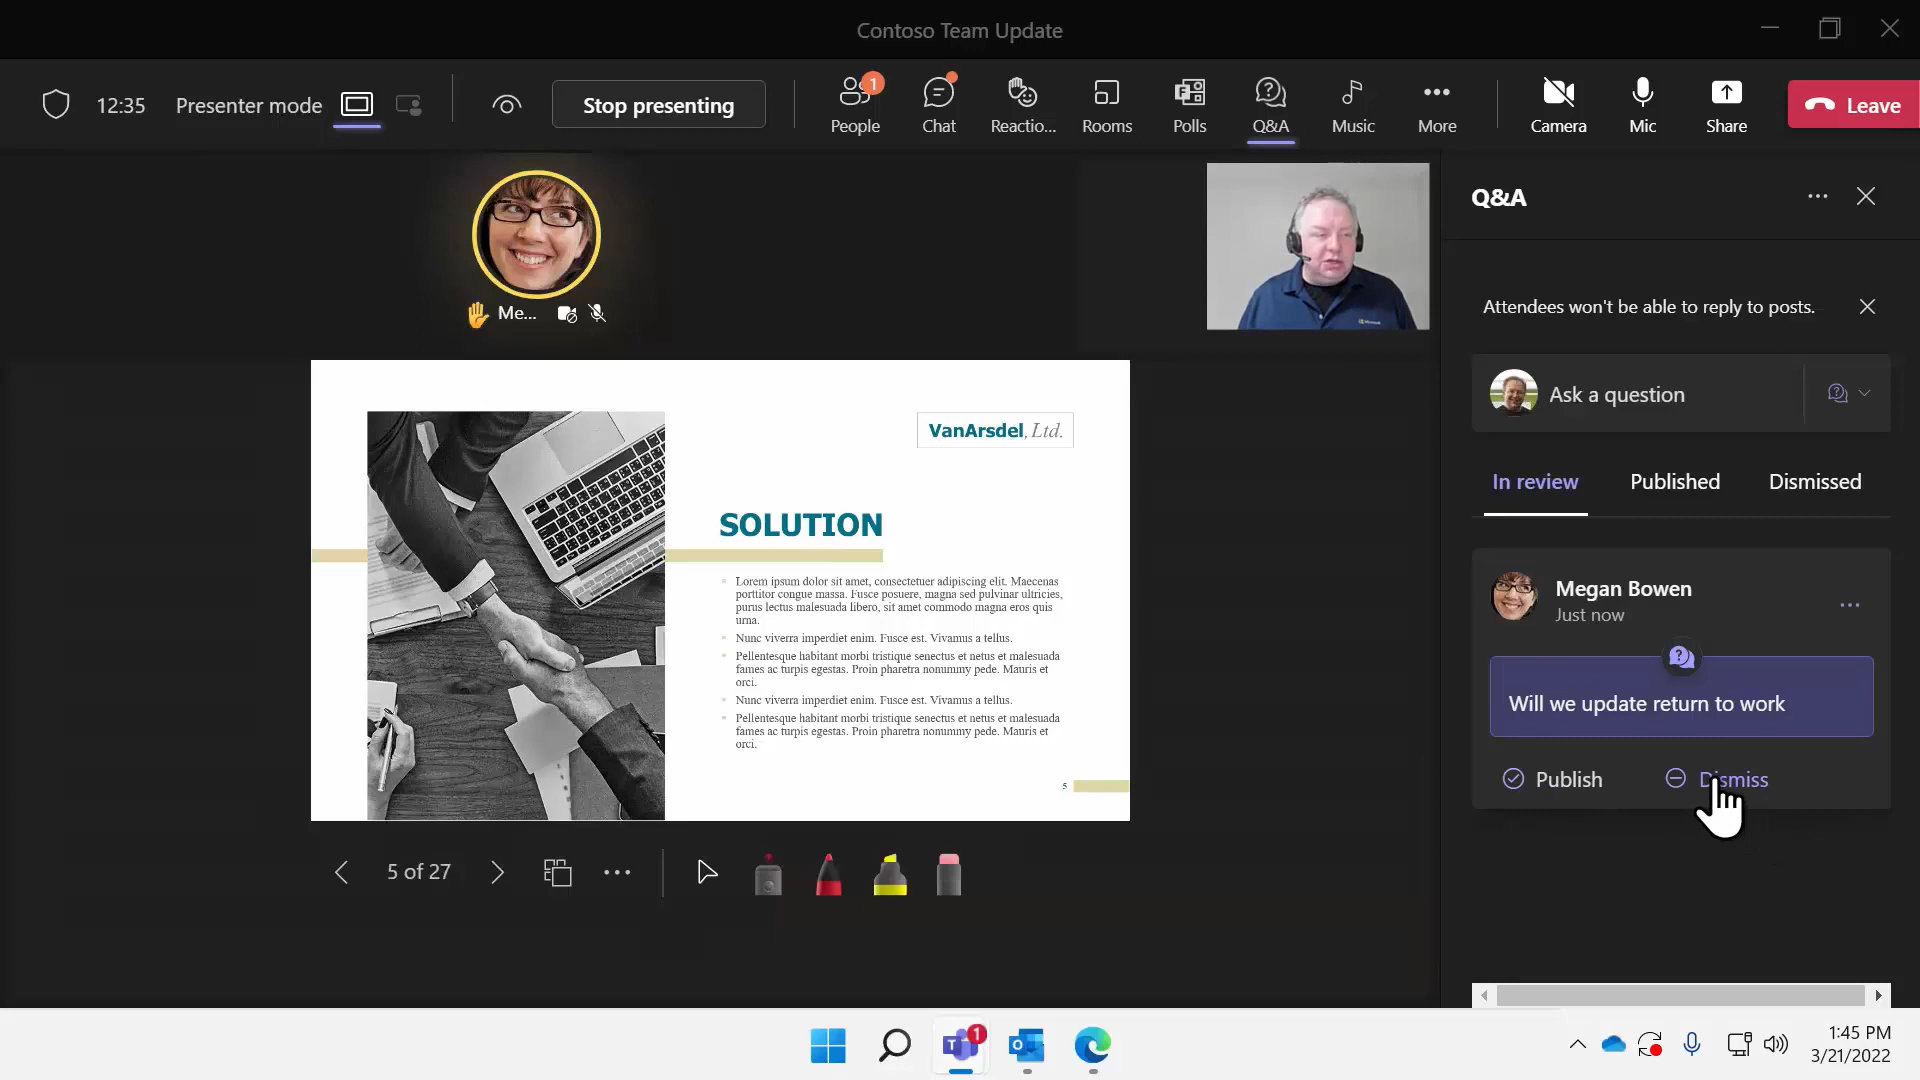 Contoso Team Update
12:35 Presenter mode Stop presenting
1
People Chat Reactio... Rooms Polls Q&A Music More Camera Mic Share Leave
Me...
Q&A
Attendees won't be able to reply to posts.
Ask a question
In review Published Dismissed
Megan Bowen
Just now
Will we update return to work
Publish Dismiss
VanArsdel, Ltd.
SOLUTION
Lorem ipsum dolor sit amet, consectetuer adipiscing elit. Maecenas
porttitor congue massa. Fusce posuere, magna sed pulvinar ultricies,
purus lectus malesuada libero, sit amet commodo magna eros quis
urna.
Nunc viverra imperdiet enim. Fusce est. Vivamus a tellus.
Pellentesque habitant morbi tristique senectus et netus et malesuada
fames ac turpis egestas. Proin pharetra nonummy pede. Mauris et
orci.
Nunc viverra imperdiet enim. Fusce est. Vivamus a tellus.
Pellentesque habitant morbi tristique senectus et netus et malesuada
fames ac turpis egestas. Proin pharetra nonummy pede. Mauris et
orci.
5
5 of 27
1
1:45 PM
3/21/2022